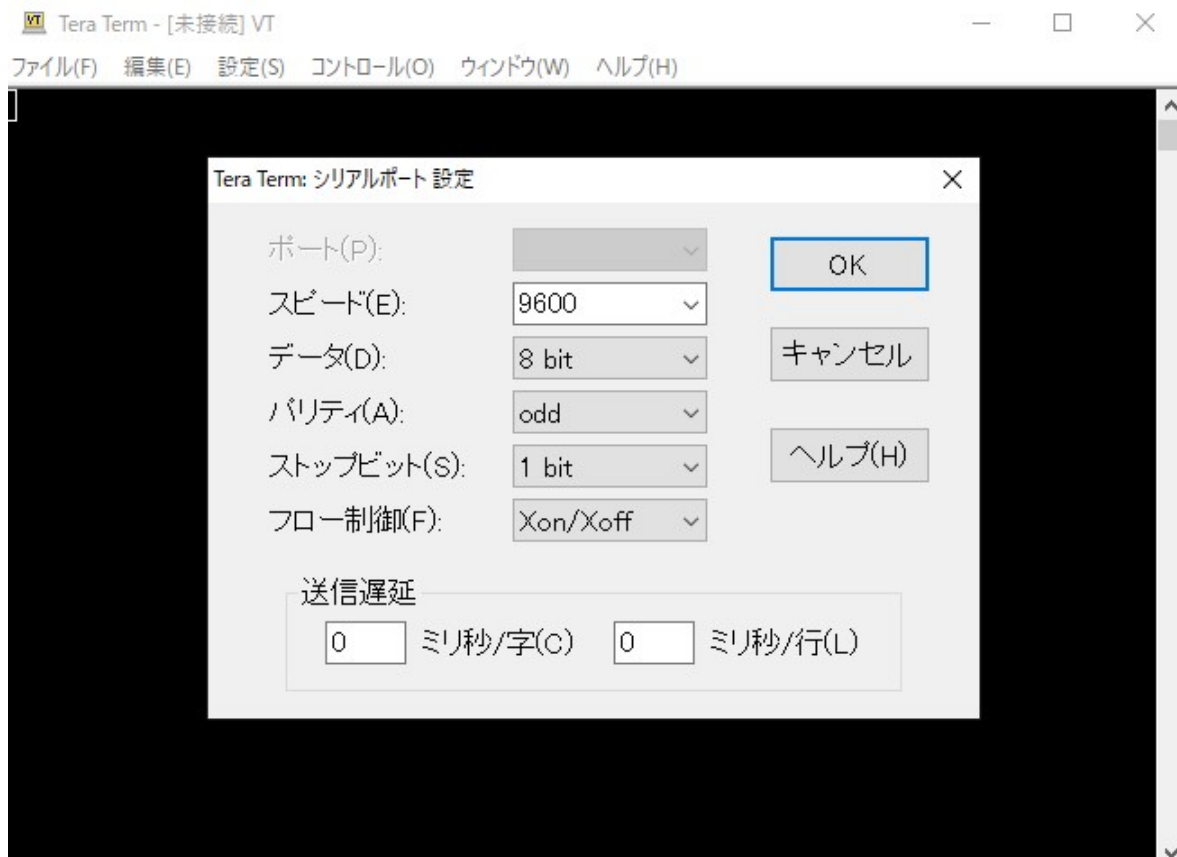 VT Tera Term - [未接続] VT
ファイル(F) 編集(E) 設定(S) コントロール(O) ウィンドウ(W) ヘルプ(H)
Tera Term: シリアルポート 設定
ポート(P):
OK
スピード(E): 9600
データ(D): 8 bit
キャンセル
パリティ(A): odd
ストップビット(S): 1 bit
ヘルプ(H)
フロー制御(F): Xon/Xoff
送信遅延
0 ミリ秒/字(C) 0 ミリ秒/行(L)